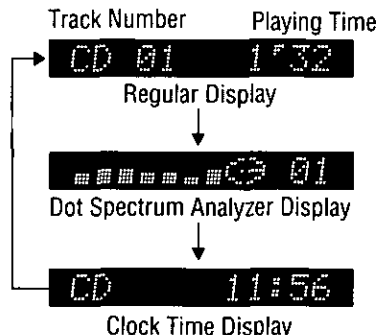 Track Number Playing Time
CD 01 1'32
Regular Display
01
Dot Spectrum Analyzer Display
CD 11:56
Clock Time Display